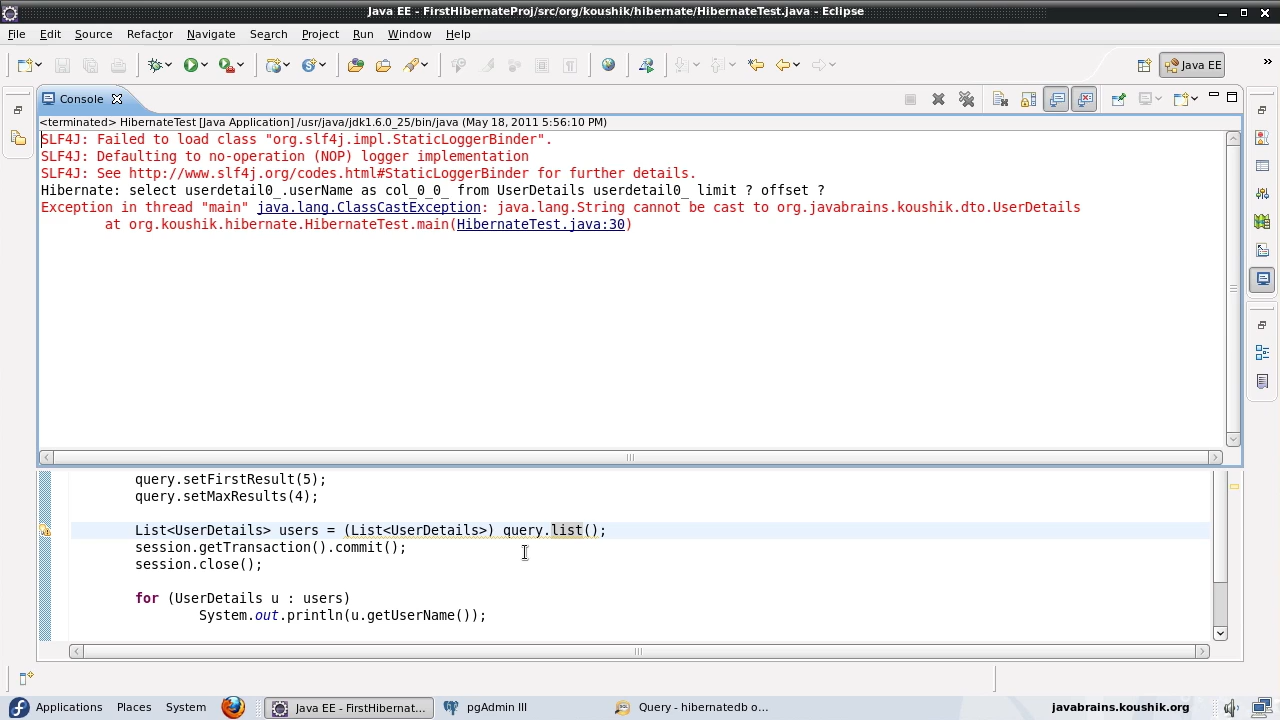 Java EE - FirstHibernateProj/src/org/koushik/hibernate/HibernateTest.java - Eclipse
File Edit Source Refactor Navigate Search Project Run Window Help
Java EE »
Console
<terminated> HibernateTest [Java Application] /usr/java/jdk1.6.0_25/bin/java (May 18, 2011 5:56:10 PM)
SLF4J: Failed to load class "org.slf4j.impl.StaticLoggerBinder".
SLF4J: Defaulting to no-operation (NOP) logger implementation
SLF4J: See http://www.slf4j.org/codes.html#StaticLoggerBinder for further details.
Hibernate: select userdetail0_.userName as col_0_0_ from UserDetails userdetail0_ limit ? offset ?
Exception in thread "main" java.lang.ClassCastException: java.lang.String cannot be cast to org.javabrains.koushik.dto.UserDetails
at org.koushik.hibernate.HibernateTest.main(HibernateTest.java:30)
query.setFirstResult(5);
query.setMaxResults(4);
List<UserDetails> users = (List<UserDetails>) query.list();
session.getTransaction().commit();
session.close();
for (UserDetails u : users)
System.out.println(u.getUserName());
Applications Places System Java EE - FirstHibernat... pgAdmin III Query - hibernatedb o... javabrains.koushik.org